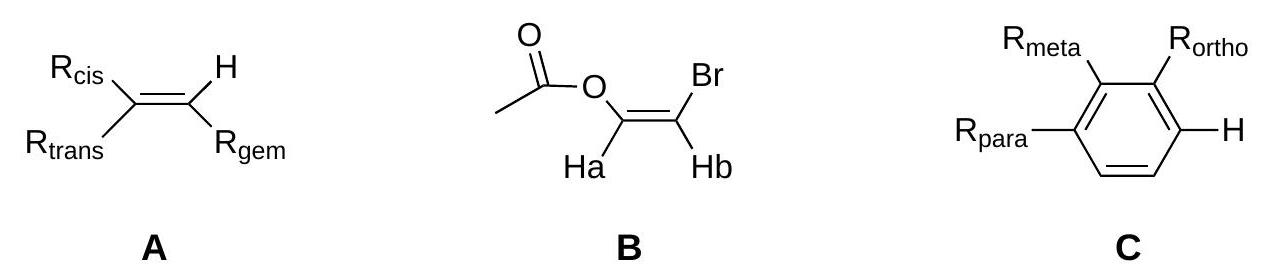 Rcis
H
Rtrans
Rgem
A
O
O
Br
Ha
Hb
B
Rmeta
Rortho
Rpara
H
C